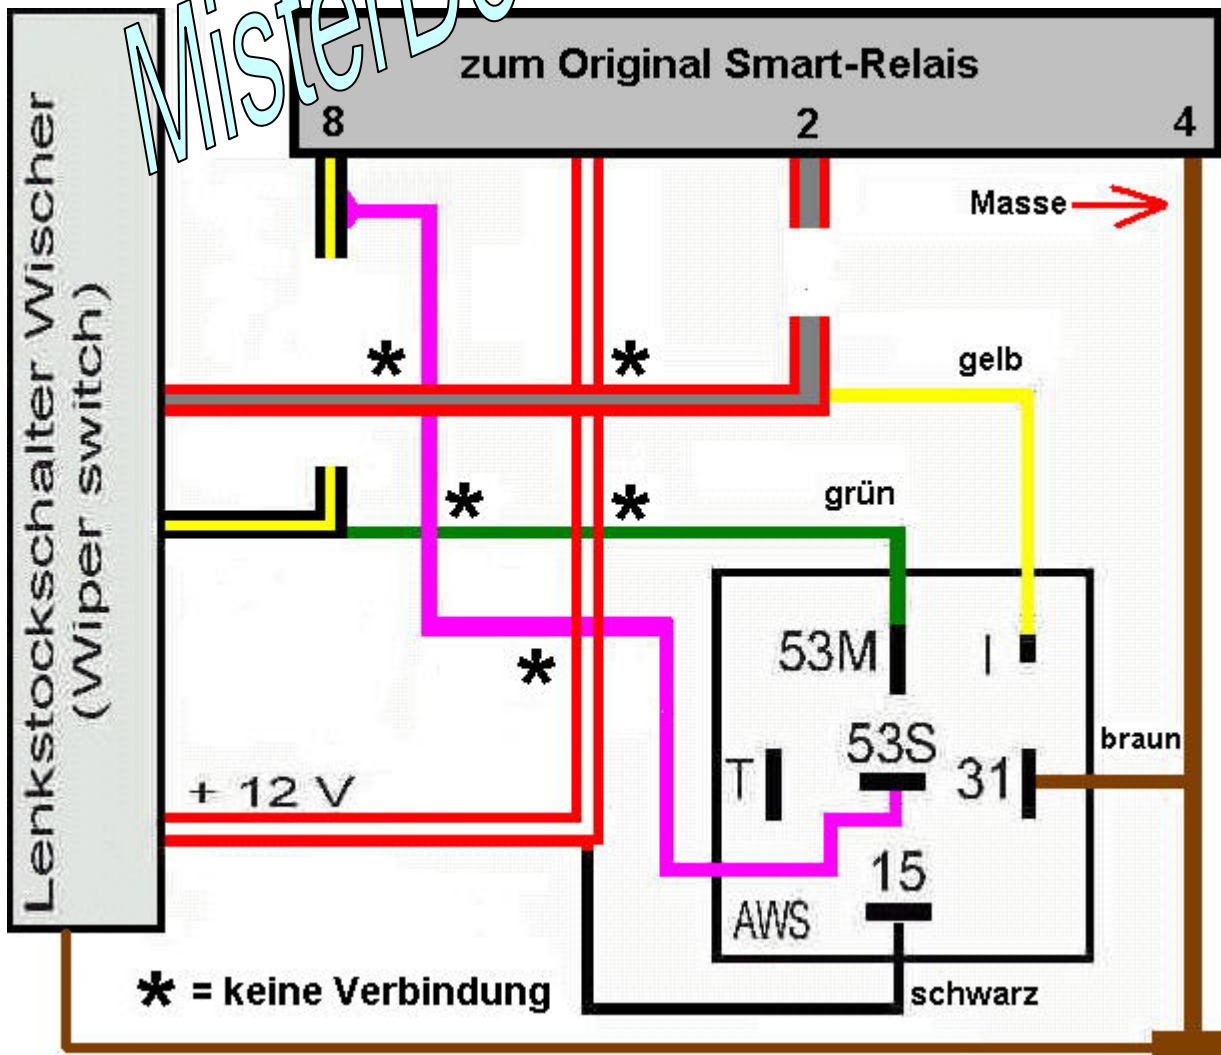 MisterDo
zum Original Smart-Relais
8
2
4
Masse
Lenkstockschalter Wischer
(Wiper switch)
*
*
gelb
*
*
grün
*
53M
I
53S
braun
T
31
+ 12 V
15
AWS
* = keine Verbindung
schwarz